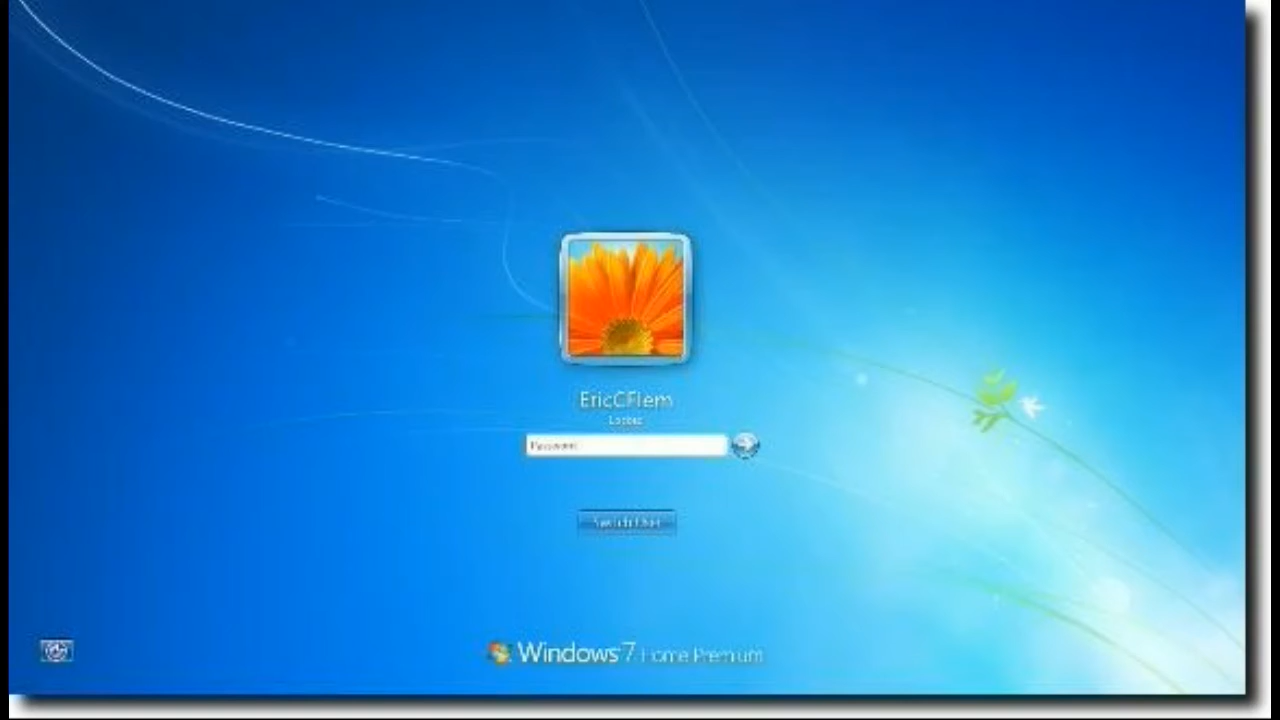 EricCFlem
Locked
Password
Switch User
Windows 7 Home Premium